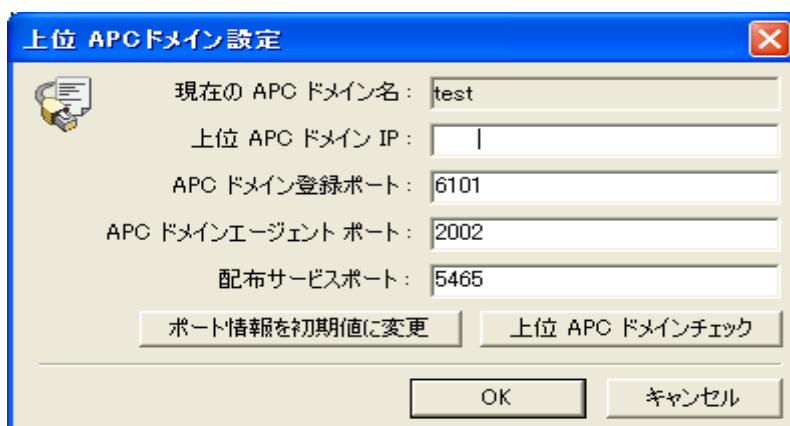 上位 APCドメイン設定
現在の APC ドメイン名 : test
上位 APC ドメイン IP :
APC ドメイン登録ポート : 6101
APC ドメインエージェント ポート : 2002
配布サービスポート : 5465
ポート情報を初期値に変更 上位 APC ドメインチェック
OK キャンセル